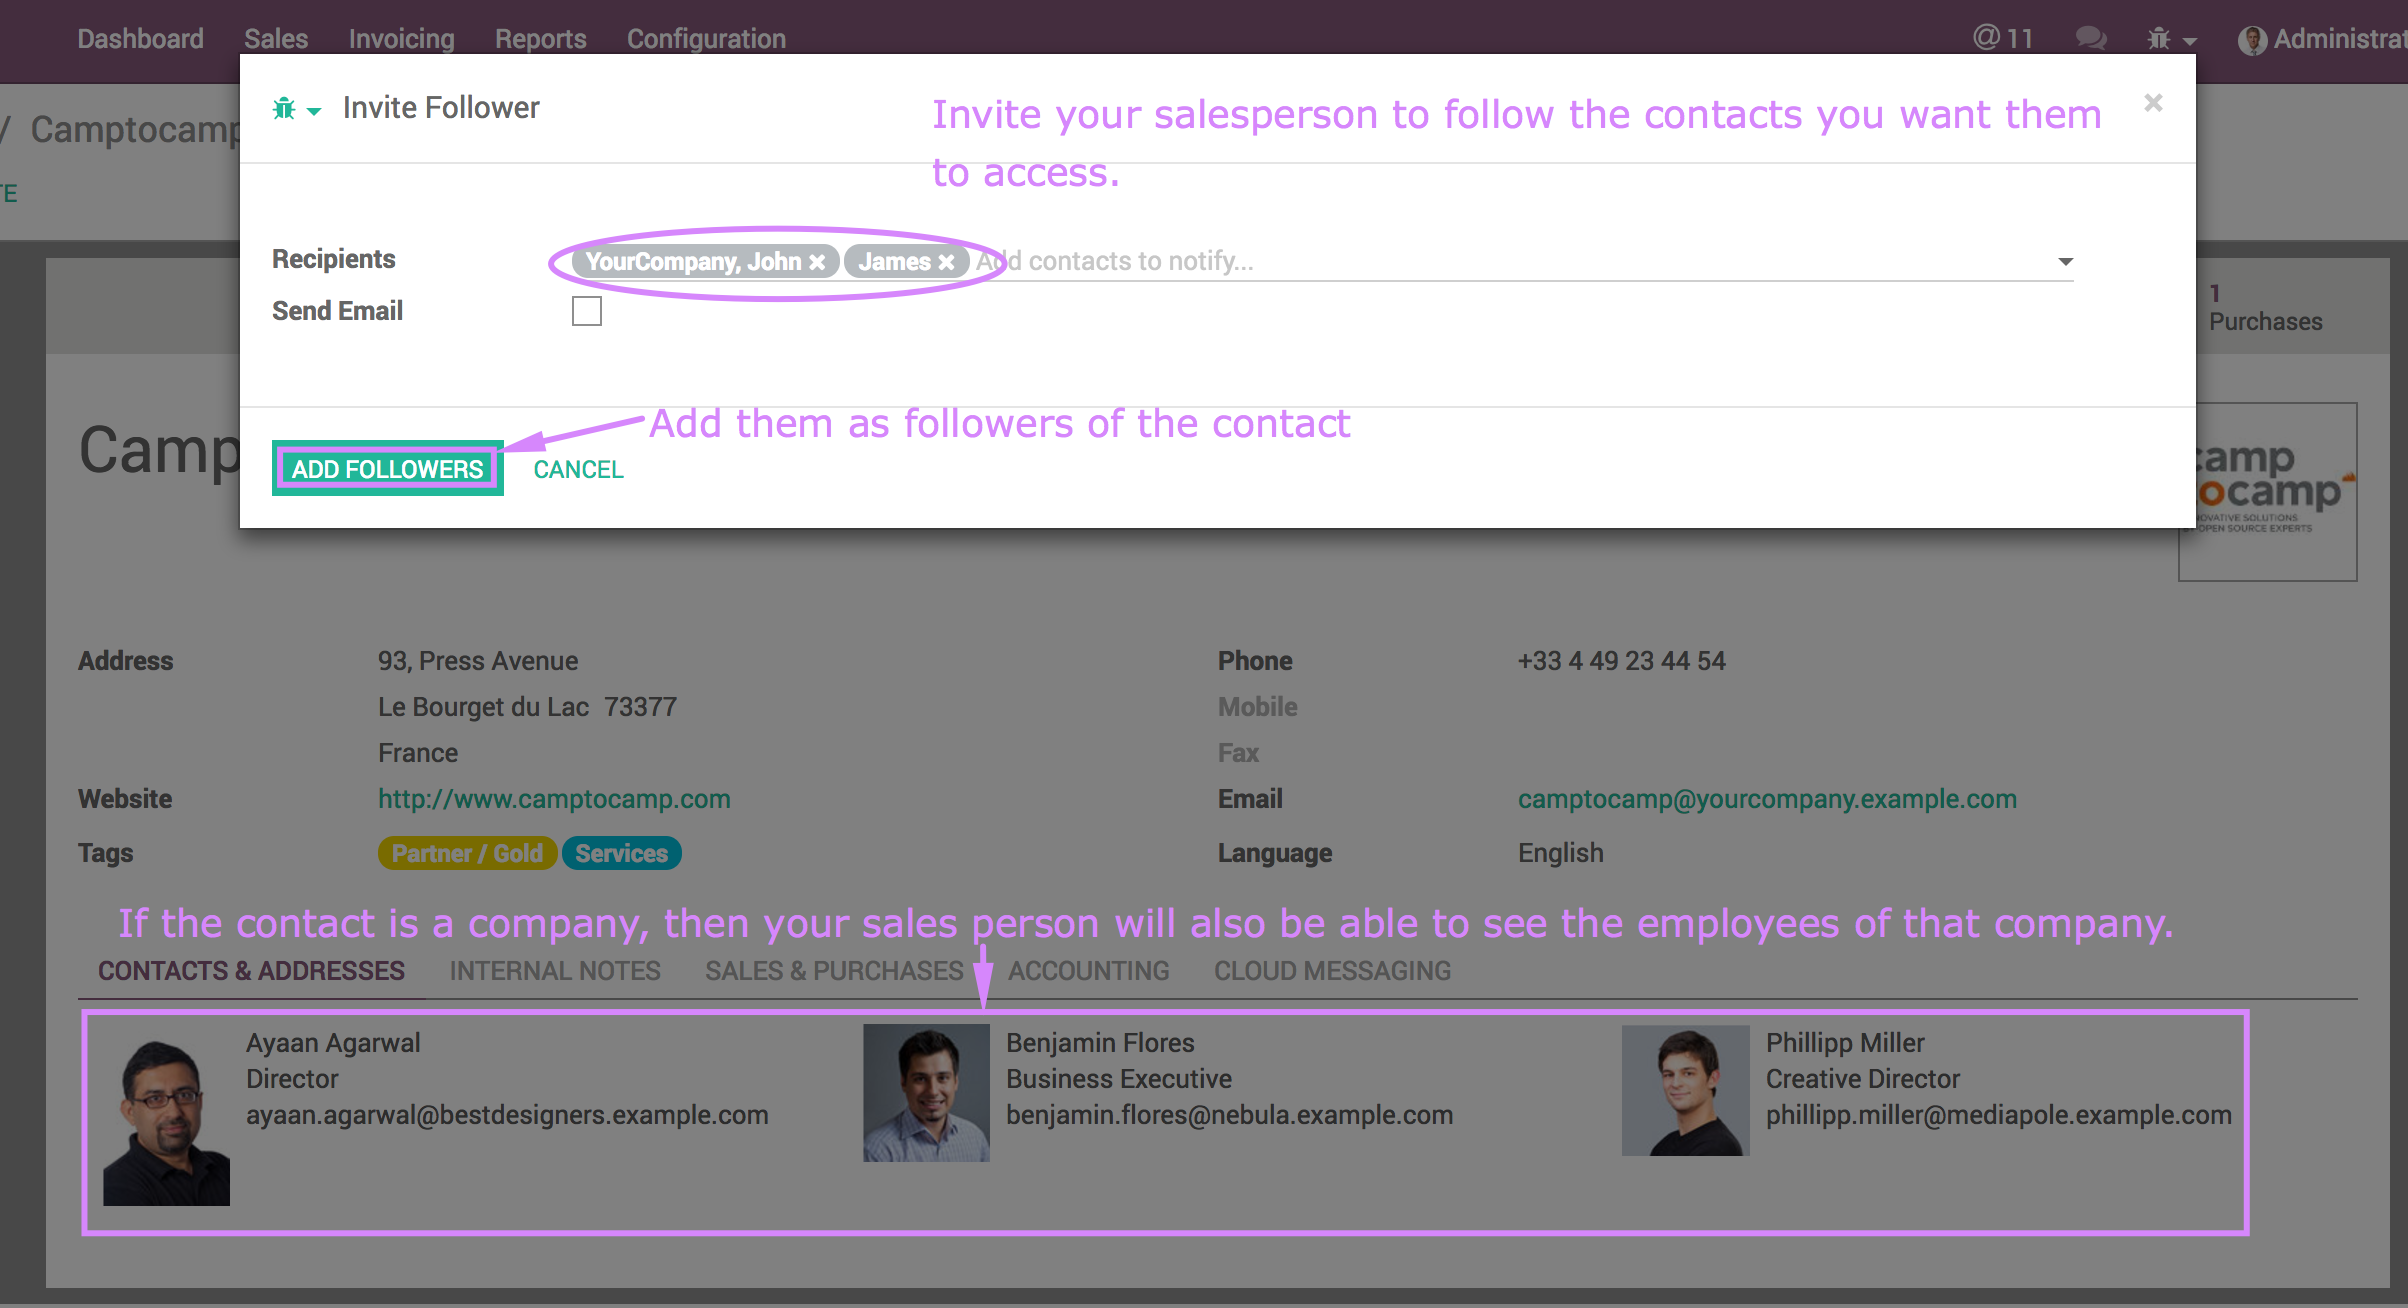 Dashboard Sales Invoicing Reports Configuration @ 11 Administrat
/ Camptocamp
TE
Invite Follower ×
Invite your salesperson to follow the contacts you want them
to access.
Recipients YourCompany, John × James × Add contacts to notify...
Send Email
1
Purchases
Add them as followers of the contact
ADD FOLLOWERS CANCEL
Camp
camp
tocamp
NOVATIVE SOLUTIONS
OPEN SOURCE EXPERTS
Address 93, Press Avenue Phone +33 4 49 23 44 54
Le Bourget du Lac 73377 Mobile
France Fax
Website http://www.camptocamp.com Email camptocamp@yourcompany.example.com
Tags Partner / Gold Services Language English
If the contact is a company, then your sales person will also be able to see the employees of that company.
CONTACTS & ADDRESSES INTERNAL NOTES SALES & PURCHASES ACCOUNTING CLOUD MESSAGING
Ayaan Agarwal
Director
ayaan.agarwal@bestdesigners.example.com
Benjamin Flores
Business Executive
benjamin.flores@nebula.example.com
Phillipp Miller
Creative Director
phillipp.miller@mediapole.example.com